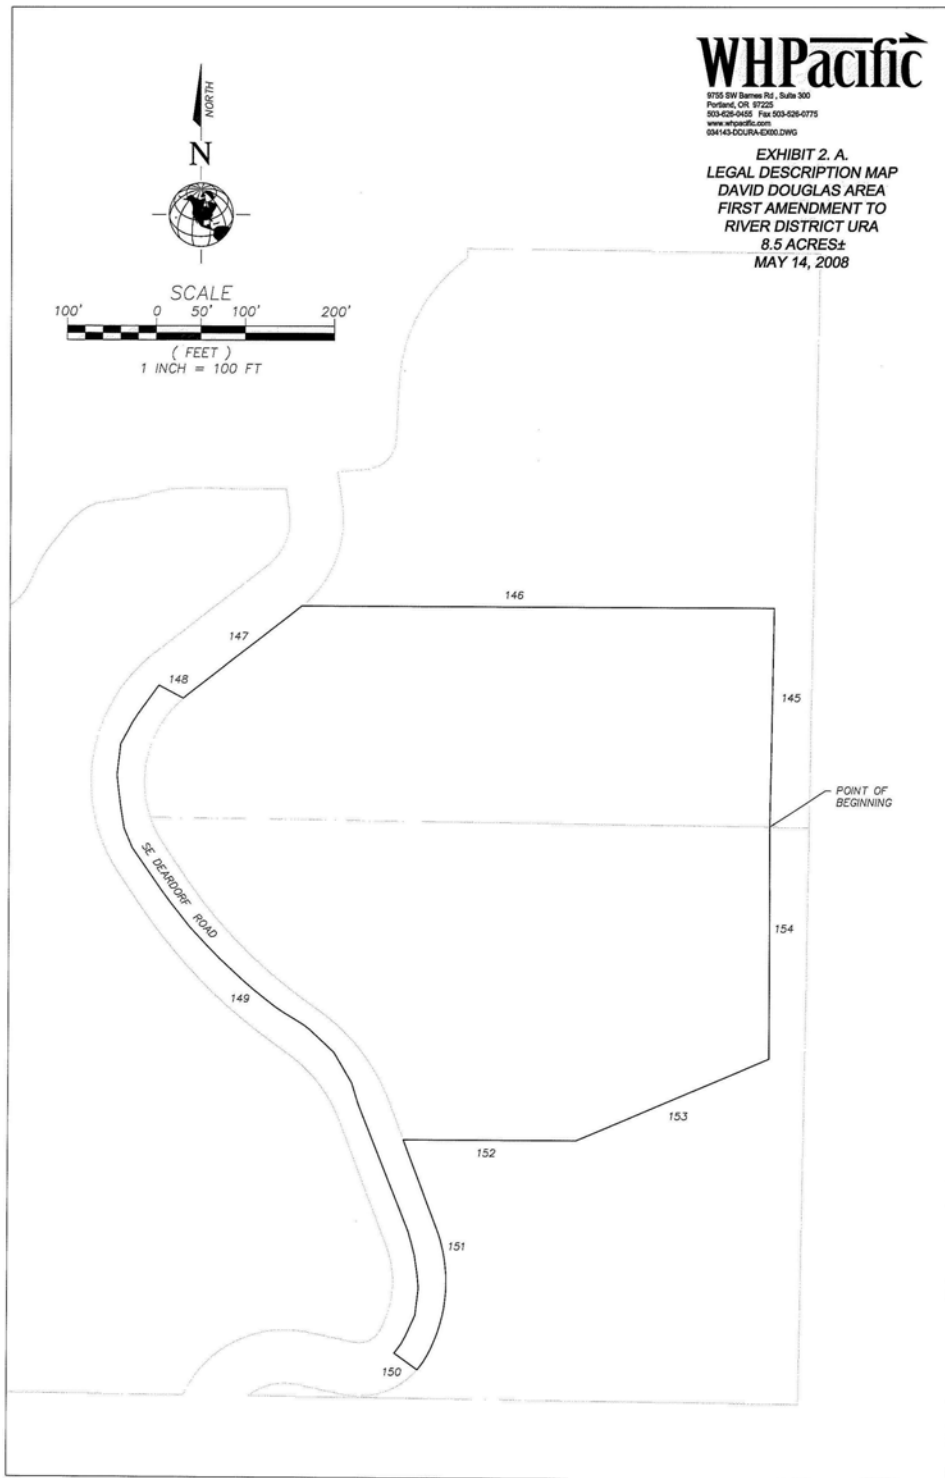 WHPacific
9755 SW Barnes Rd., Suite 300
Portland, OR 97225
503-626-0455 Fax 503-526-0775
www.whpacific.com
034143-DDURA-EX00.DWG
EXHIBIT 2. A.
LEGAL DESCRIPTION MAP
DAVID DOUGLAS AREA
FIRST AMENDMENT TO
RIVER DISTRICT URA
8.5 ACRES±
MAY 14, 2008
NORTH
N
SCALE
100' 0 50' 100' 200'
( FEET )
1 INCH = 100 FT
146
147
148
145
POINT OF
BEGINNING
SE DEARDORF ROAD
154
149
153
152
151
150